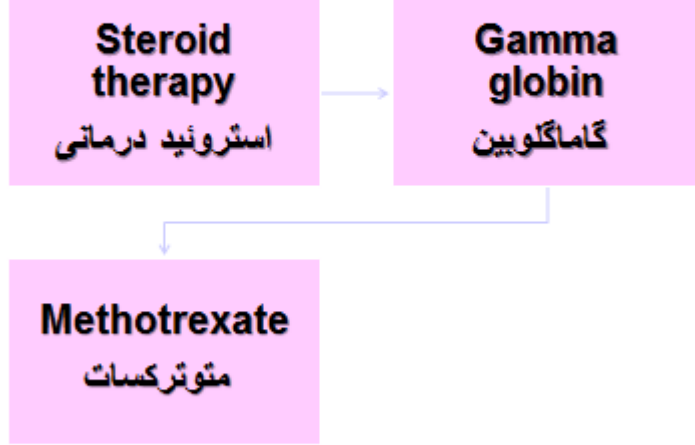 Steroid
therapy
استروئید درمانی
Gamma
globin
گاماگلوبین
Methotrexate
متوترکسات